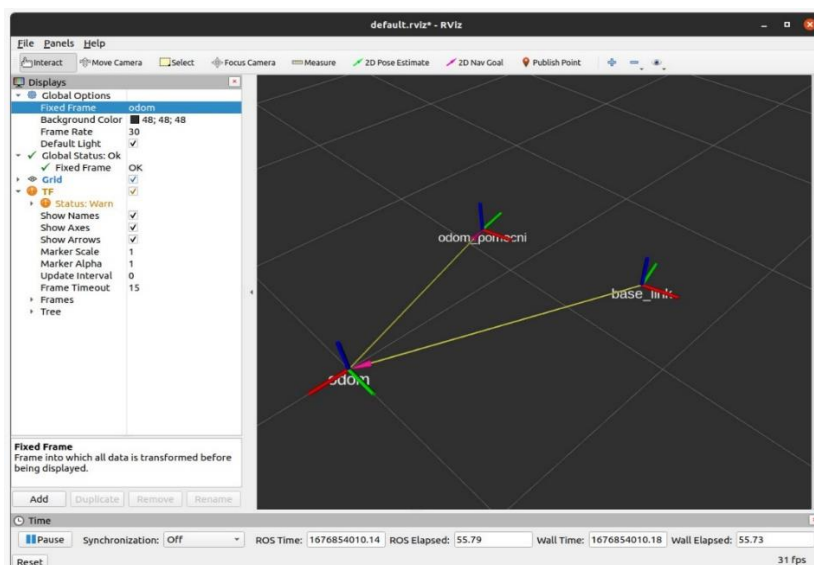 default.rviz* - RViz
File Panels Help
Interact Move Camera Select Focus Camera Measure 2D Pose Estimate 2D Nav Goal Publish Point
Displays
Global Options
Fixed Frame odom
Background Color 48; 48; 48
Frame Rate 30
Default Light
Global Status: Ok
Fixed Frame OK
Grid
TF
Status: Warn
Show Names
Show Axes
Show Arrows
Marker Scale 1
Marker Alpha 1
Update Interval 0
Frame Timeout 15
Frames
Tree
odom_pomocni
base_link
odom
Fixed Frame
Frame into which all data is transformed before
being displayed.
Add Duplicate Remove Rename
Time
Pause Synchronization: Off ROS Time: 1676854010.14 ROS Elapsed: 55.79 Wall Time: 1676854010.18 Wall Elapsed: 55.73
Reset 31 fps